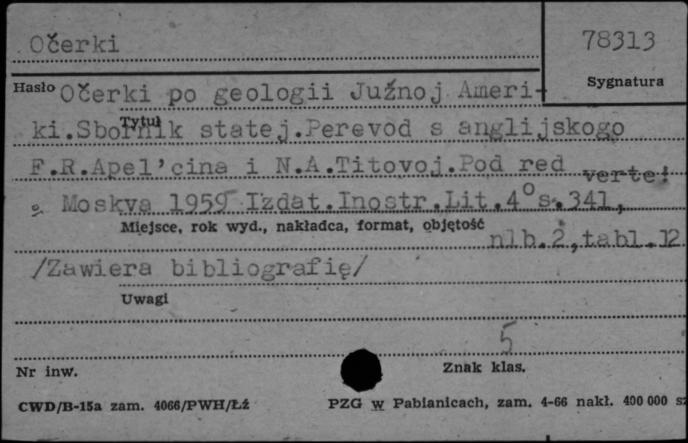 Očerki
78313
Sygnatura
Hasło Očerki po geologii Južnoj Ameri-
Tytuł
ki.Sbornik statej.Perevod s anglijskogo
F.R.Apel'cina i N.A.Titovoj.Pod red verte!
Moskva 1959 Izdat.Inostr.Lit.4° s.341,
Miejsce, rok wyd., nakładca, format, objętość
nlb.2,tabl.12
/Zawiera bibliografię/
Uwagi
5
Nr inw.
Znak klas.
CWD/B-15a zam. 4066/PWH/Łź
PZG w Pabianicach, zam. 4-66 nakł. 400 000 sz